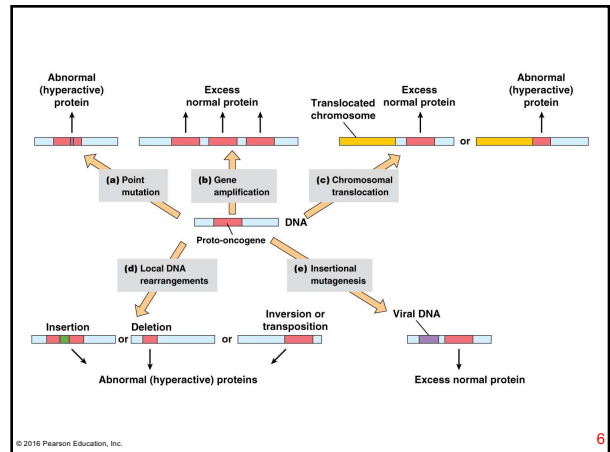 Abnormal
(hyperactive)
protein
Excess
normal protein
Translocated
chromosome
Excess
normal protein
Abnormal
(hyperactive)
protein
or
(a) Point
mutation
(b) Gene
amplification
(c) Chromosomal
translocation
DNA
Proto-oncogene
(d) Local DNA
rearrangements
(e) Insertional
mutagenesis
Insertion
or
Deletion
or
Inversion or
transposition
Viral DNA
Abnormal (hyperactive) proteins
Excess normal protein
© 2016 Pearson Education, Inc.
6